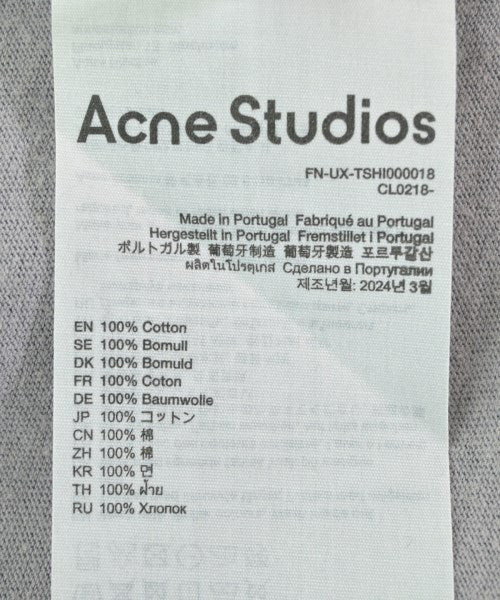 Acne Studios
FN-UX-TSHI000018
CL0218-
Made in Portugal Fabriqué au Portugal
Hergestellt in Portugal Fremstillet i Portugal
ポルトガル製 葡萄牙制造 葡萄牙製造 포르투갈산
ผลิตในโปรตุเกส Сделано в Португалии
제조년월: 2024년 3월
EN 100% Cotton
SE 100% Bomull
DK 100% Bomuld
FR 100% Coton
DE 100% Baumwolle
JP 100% コットン
CN 100% 棉
ZH 100% 棉
KR 100% 면
TH 100% ฝ้าย
RU 100% Хлопок